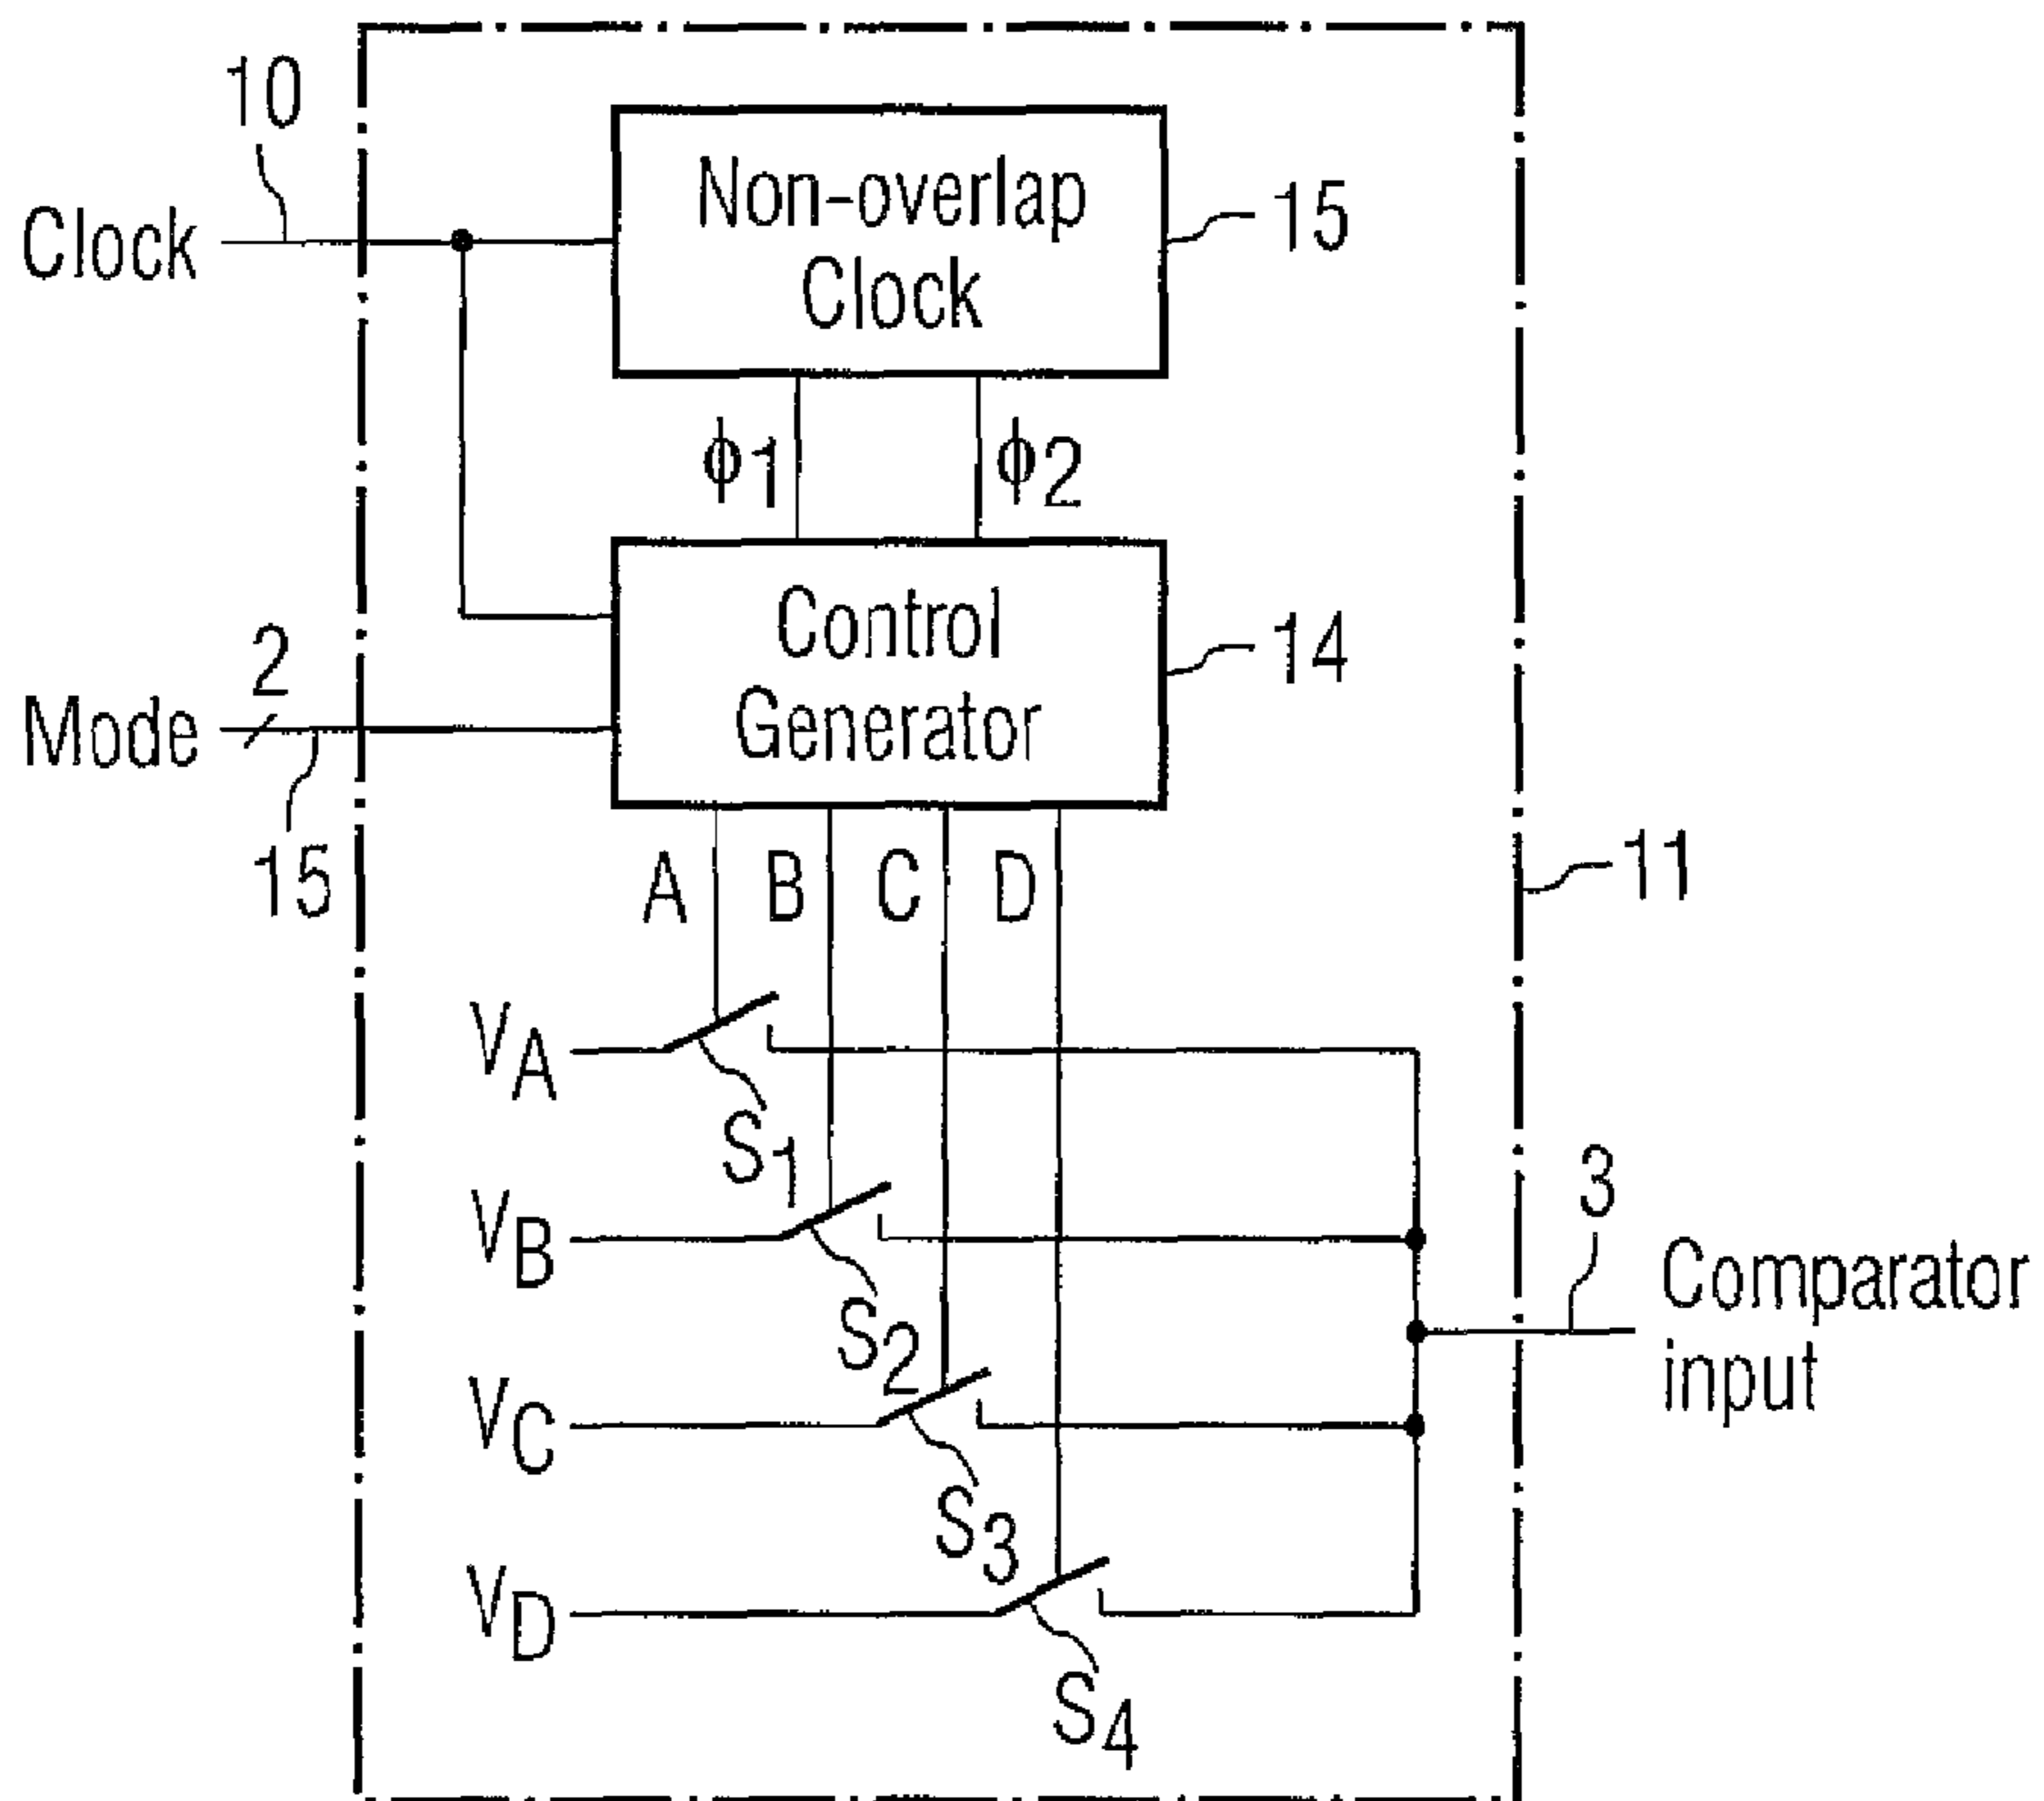 10
Clock
Non-overlap
Clock
15
ϕ1
ϕ2
2
Mode
15
Control
Generator
14
A
B
C
D
11
VA
S1
VB
S2
3
Comparator
input
VC
S3
VD
S4